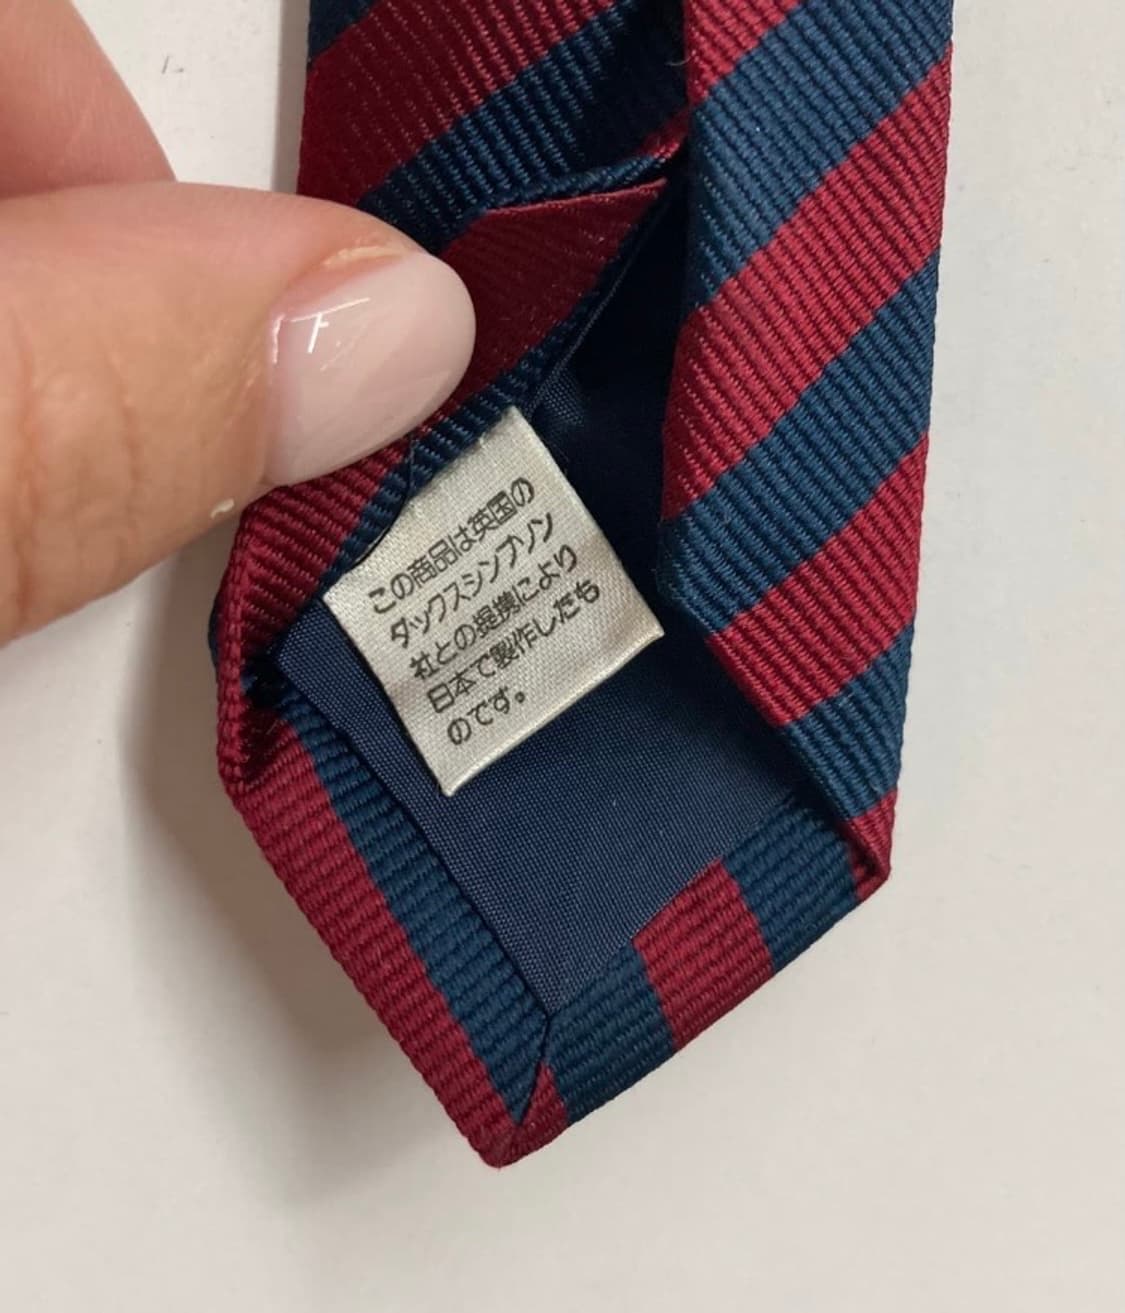 この商品は英国の
ダックスシンプソン
社との提携により
日本で製作したも
のです。